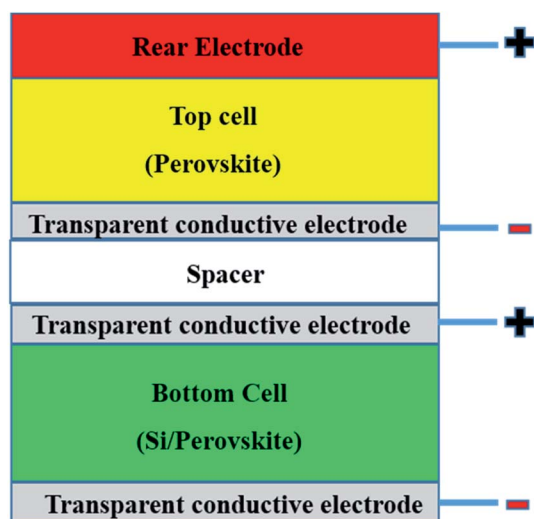 Rear Electrode
+
Top cell
(Perovskite)
Transparent conductive electrode
-
Spacer
Transparent conductive electrode
+
Bottom Cell
(Si/Perovskite)
Transparent conductive electrode
-